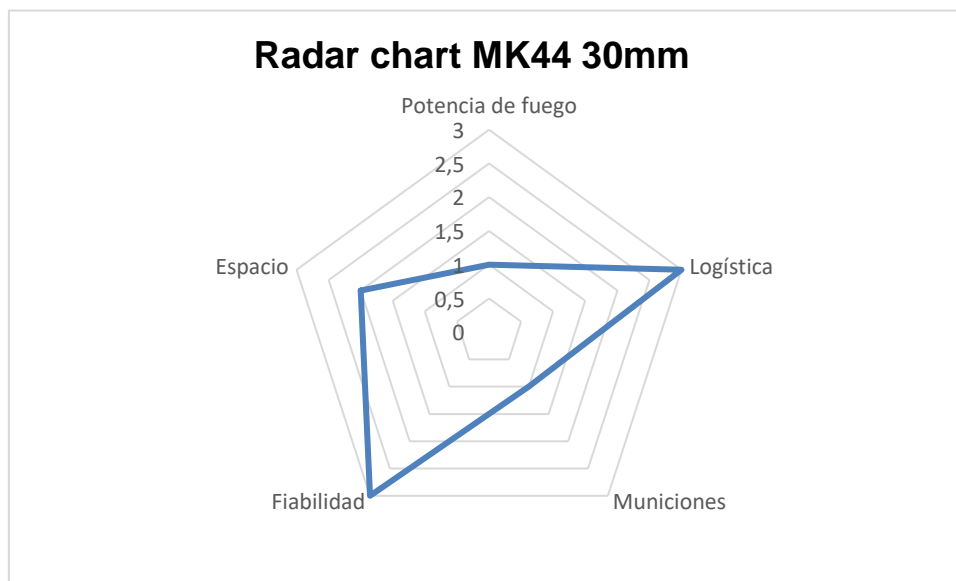 Radar chart MK44 30mm
Potencia de fuego
3
2,5
2
1,5
1
0,5
0
Espacio
Logística
Fiabilidad
Municiones